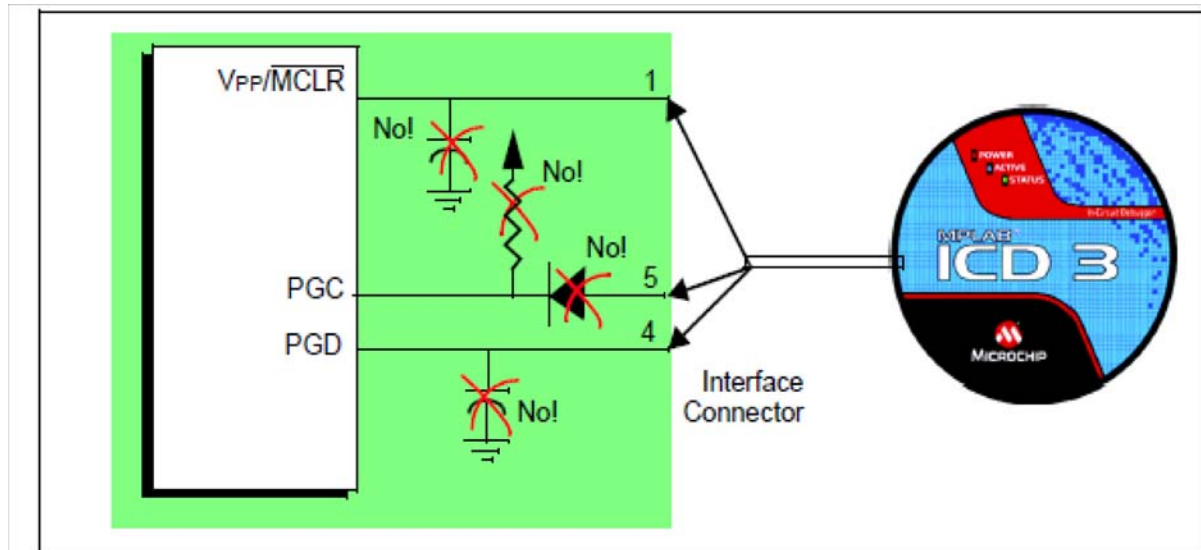 VPP/MCLR
1
No!
No!
No!
PGC
5
PGD
4
No!
Interface
Connector
POWER
ACTIVE
STATUS
In-Circuit Debugger
MPLAB®
ICD 3
MICROCHIP